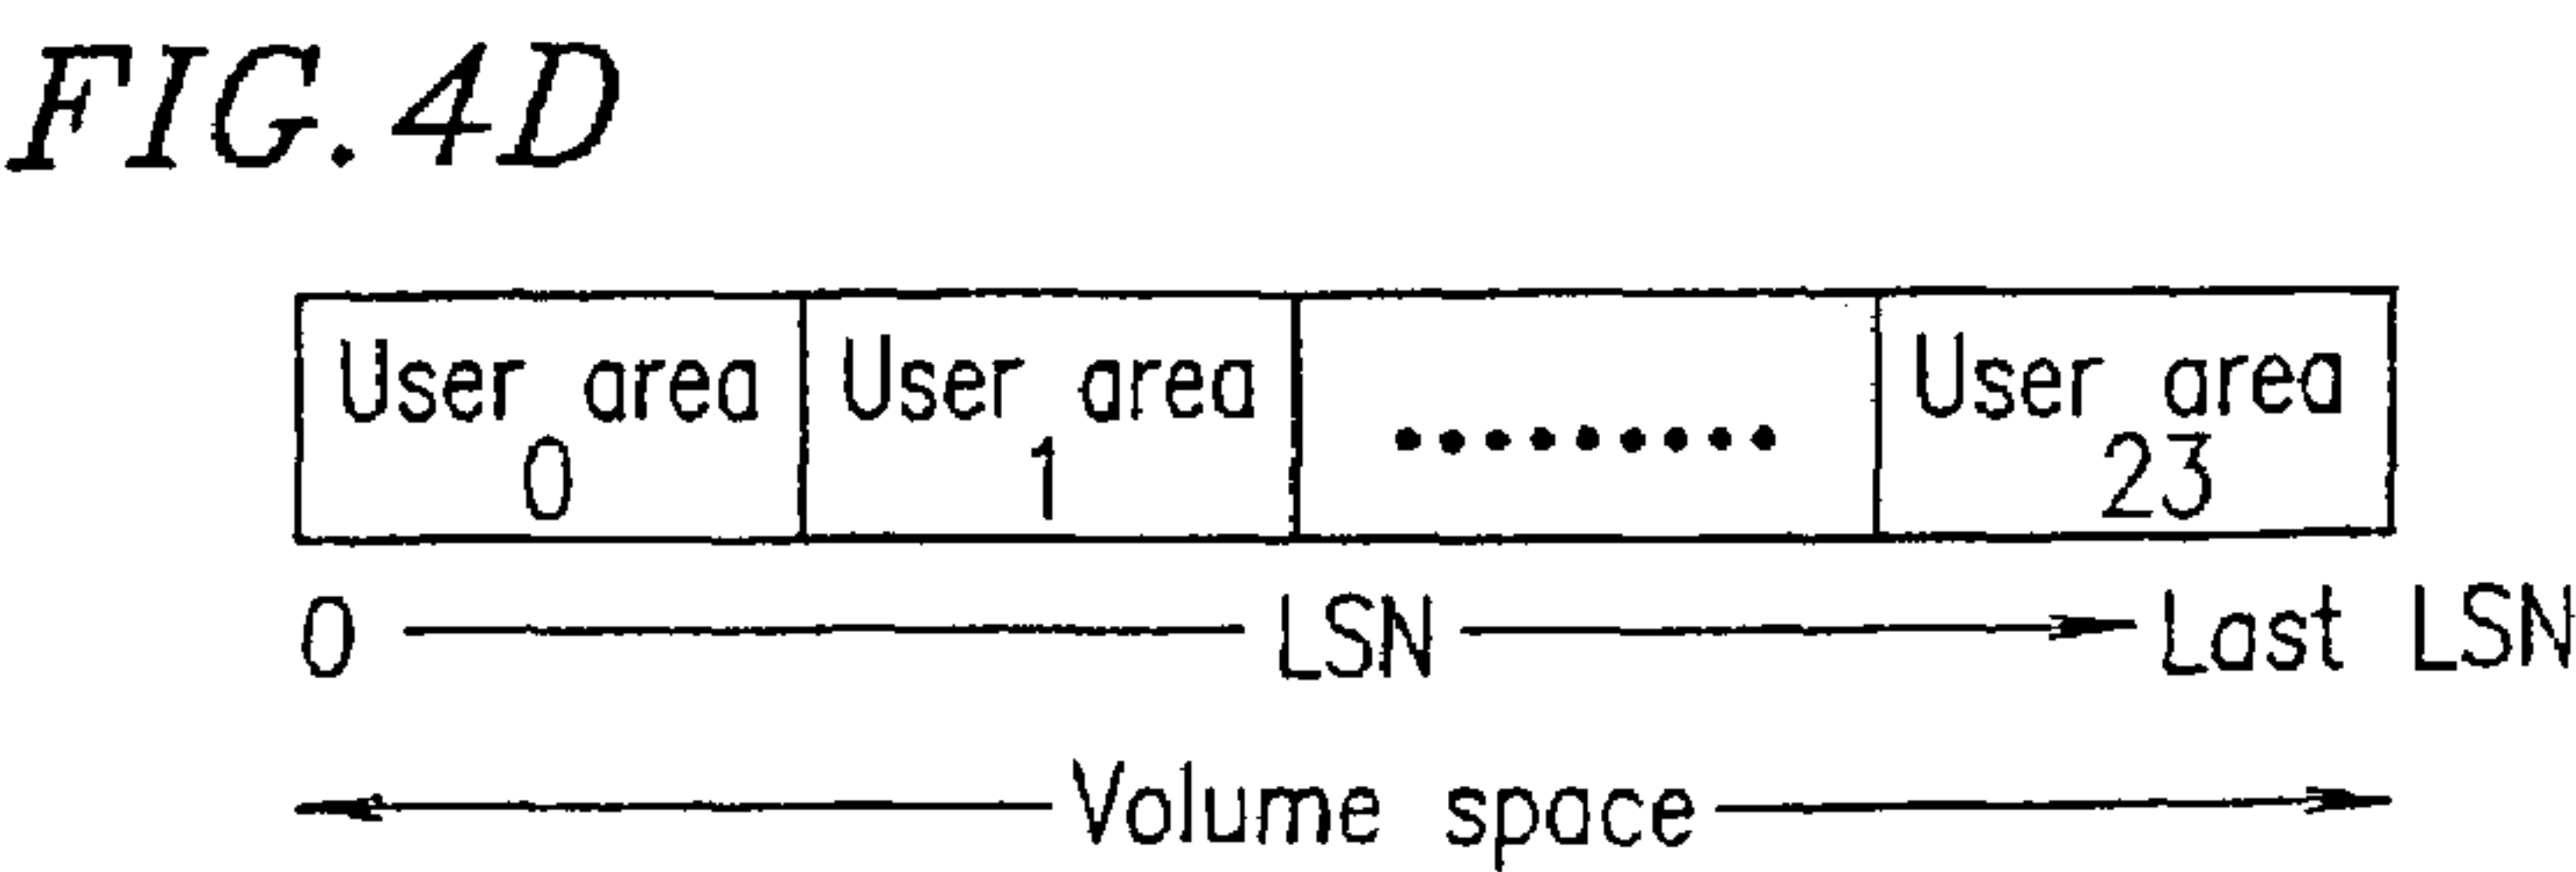 FIG. 4D
User area 0 User area 1 ......... User area 23
0 LSN Last LSN
Volume space